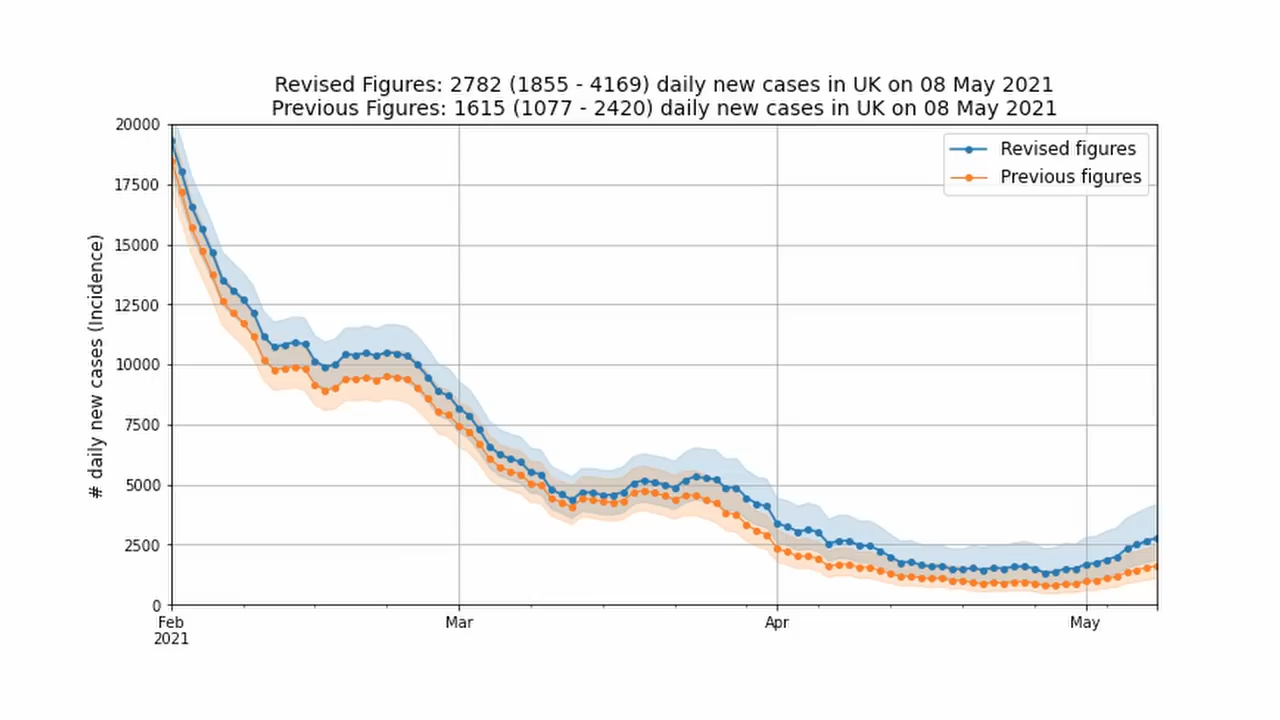 Revised Figures: 2782 (1855 - 4169) daily new cases in UK on 08 May 2021
Previous Figures: 1615 (1077 - 2420) daily new cases in UK on 08 May 2021
20000
17500
15000
12500
10000
7500
5000
2500
0
# daily new cases (Incidence)
Revised figures
Previous figures
Feb
2021
Mar
Apr
May